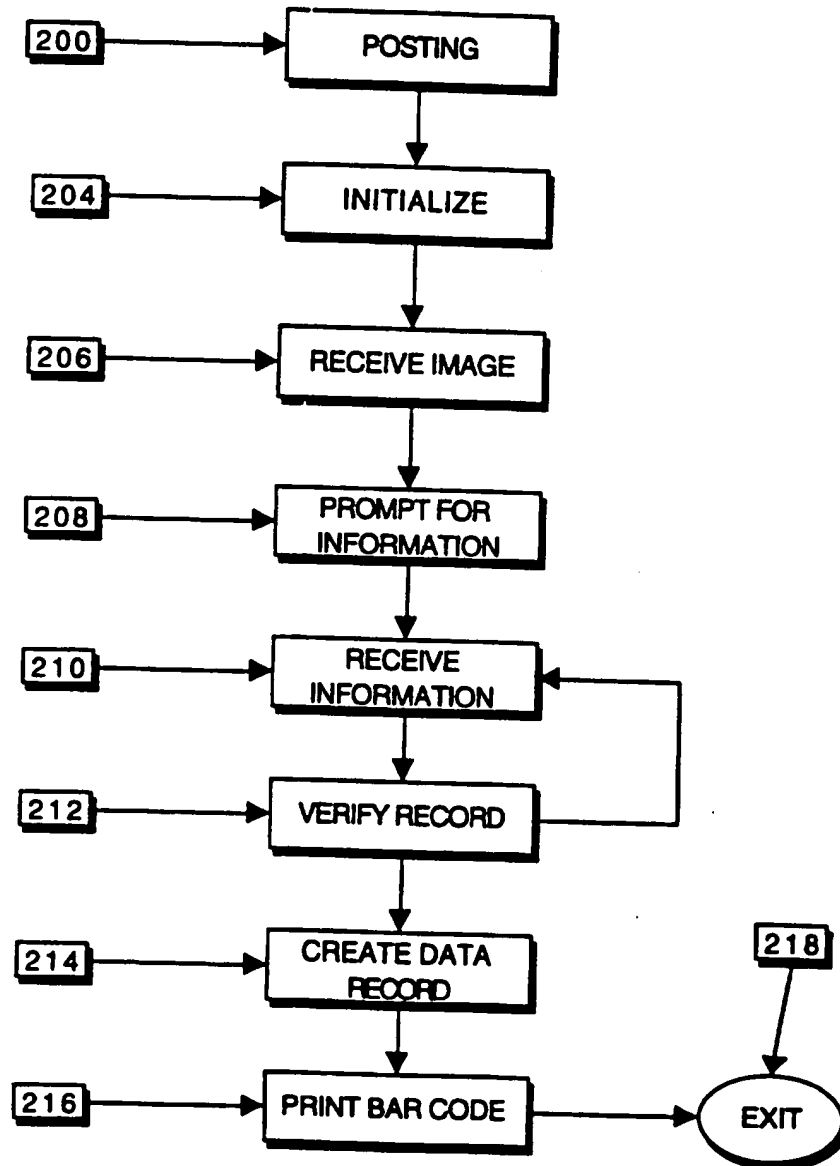 200
POSTING
204
INITIALIZE
206
RECEIVE IMAGE
208
PROMPT FOR
INFORMATION
210
RECEIVE
INFORMATION
212
VERIFY RECORD
214
CREATE DATA
RECORD
218
216
PRINT BAR CODE
EXIT